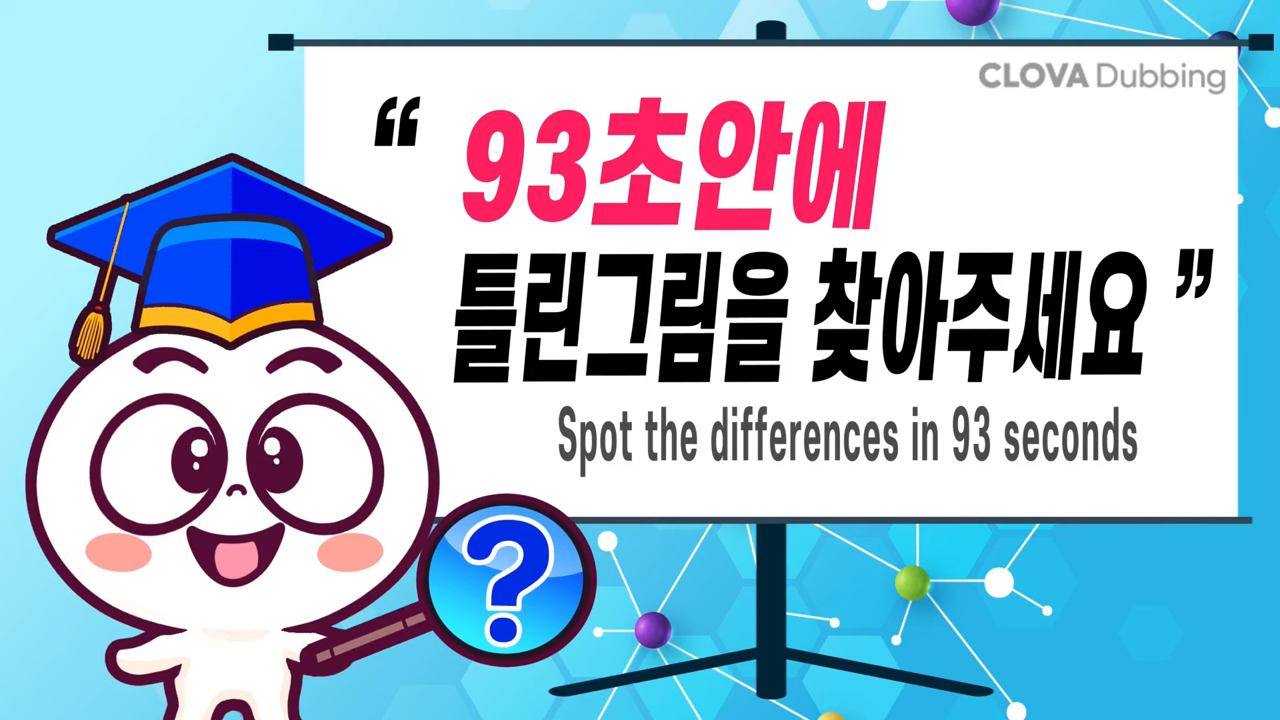 CLOVA Dubbing
“ 93초안에
틀린그림을 찾아주세요 ”
Spot the differences in 93 seconds
?